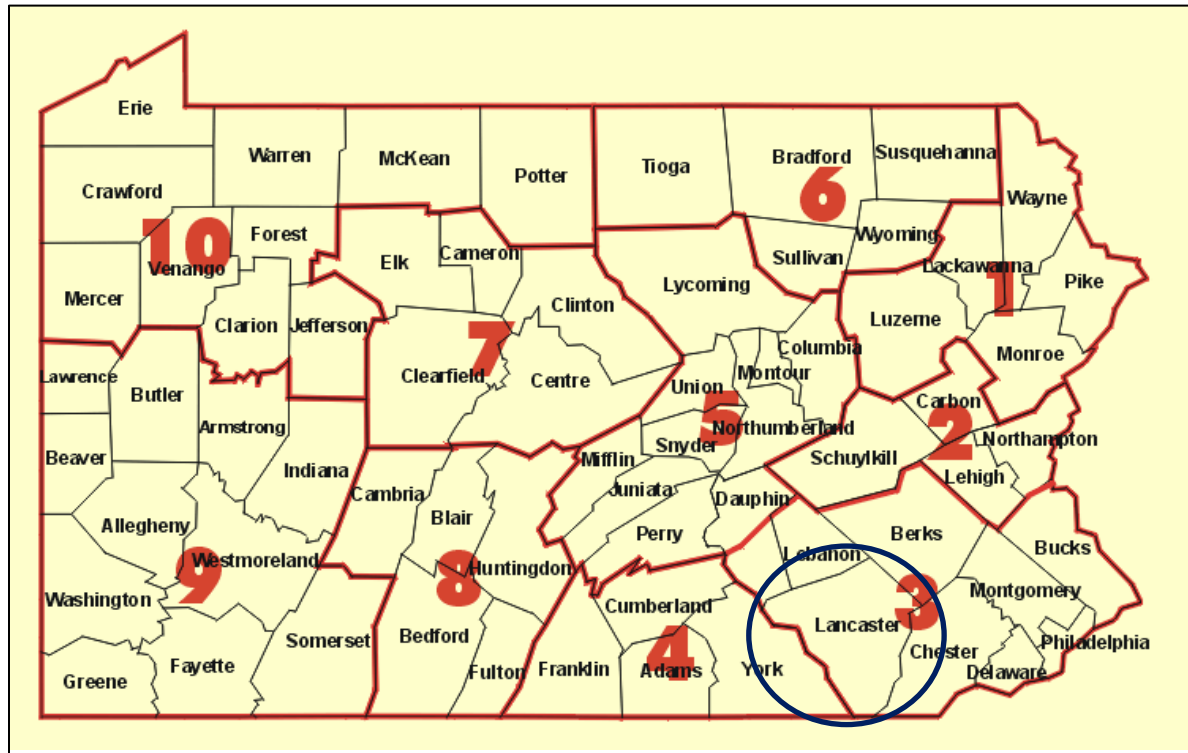 Erie
Warren
McKean
Potter
Tioga
Bradford
Susquehanna
Wayne
Crawford
6
10
Forest
Venango
Elk
Cameron
Sullivan
Wyoming
Lackawanna
Mercer
Lycoming
1
Pike
Clarion
Jefferson
Clinton
Luzerne
7
Columbia
Monroe
Lawrence
Clearfield
Centre
Montour
Butler
Union
Carbon
Armstrong
5
Northumberland
2
Northampton
Beaver
Snyder
Mifflin
Schuylkill
Indiana
Lehigh
Cambria
Juniata
Dauphin
Allegheny
Blair
Perry
Berks
Westmoreland
Lebanon
Bucks
9
8
Huntingdon
Washington
Cumberland
3
Montgomery
Lancaster
Somerset
Bedford
Philadelphia
Fayette
4
Chester
Greene
Fulton
Franklin
Adams
York
Delaware